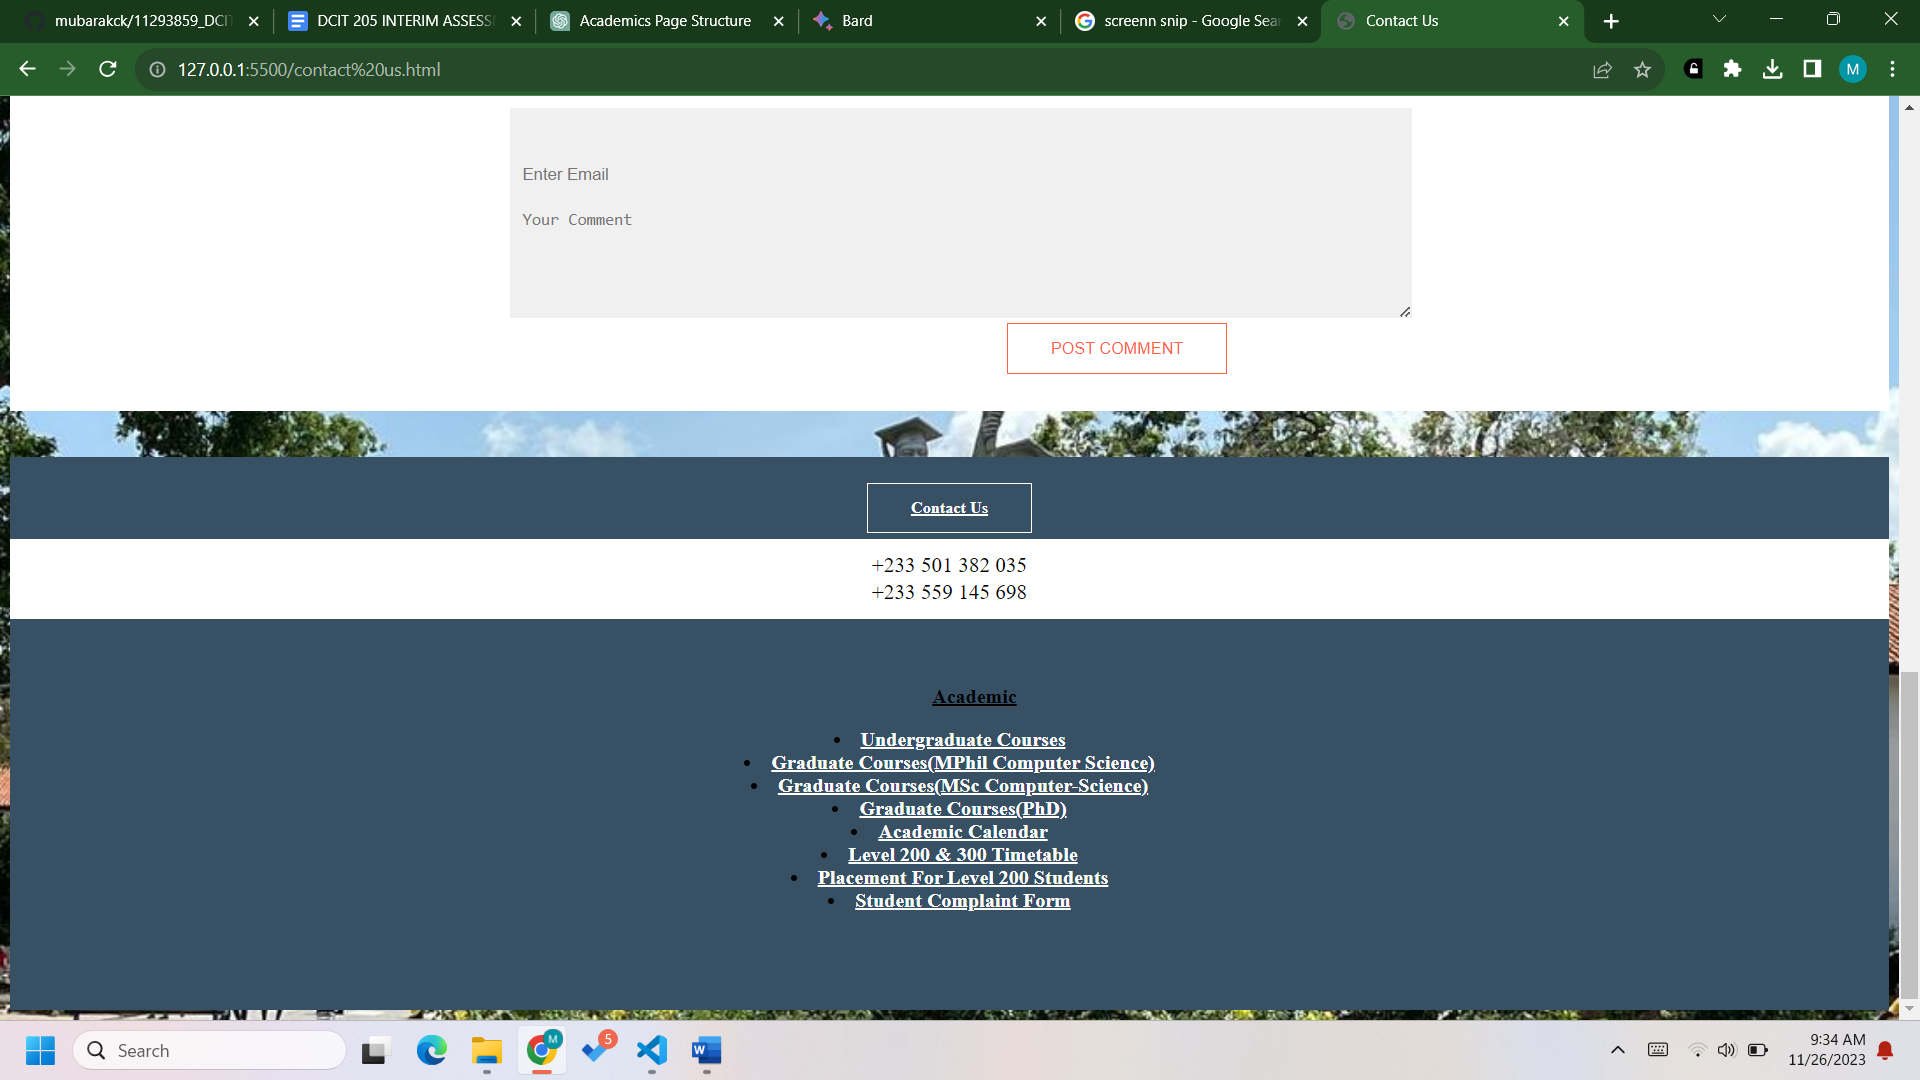 mubarakck/11293859_DCIT
DCIT 205 INTERIM ASSESS
Academics Page Structure
Bard
screenn snip - Google Sear
Contact Us
127.0.0.1:5500/contact%20us.html
M
Enter Email
Your Comment
POST COMMENT
Contact Us
+233 501 382 035
+233 559 145 698
Academic
Undergraduate Courses
Graduate Courses(MPhil Computer Science)
Graduate Courses(MSc Computer-Science)
Graduate Courses(PhD)
Academic Calendar
Level 200 & 300 Timetable
Placement For Level 200 Students
Student Complaint Form
Search
M
5
W
9:34 AM
11/26/2023